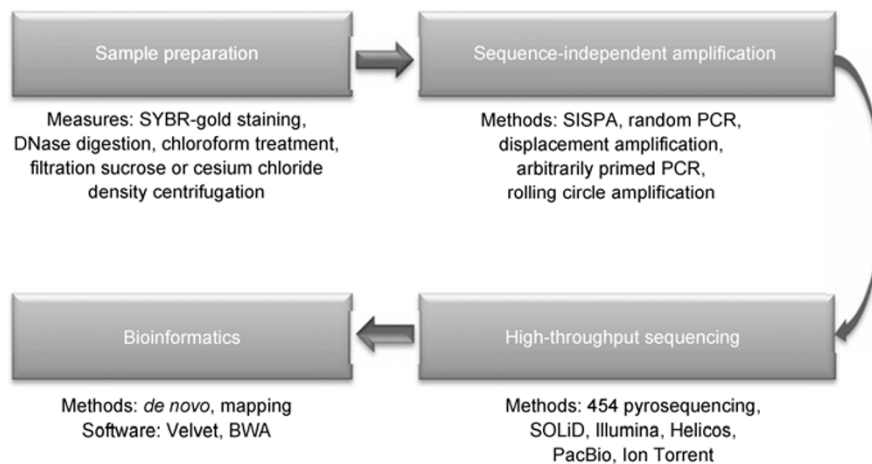 Sample preparation
Measures: SYBR-gold staining,
DNase digestion, chloroform treatment,
filtration sucrose or cesium chloride
density centrifugation
Sequence-independent amplification
Methods: SISPA, random PCR,
displacement amplification,
arbitrarily primed PCR,
rolling circle amplification
High-throughput sequencing
Methods: 454 pyrosequencing,
SOLiD, Illumina, Helicos,
PacBio, Ion Torrent
Bioinformatics
Methods: de novo, mapping
Software: Velvet, BWA